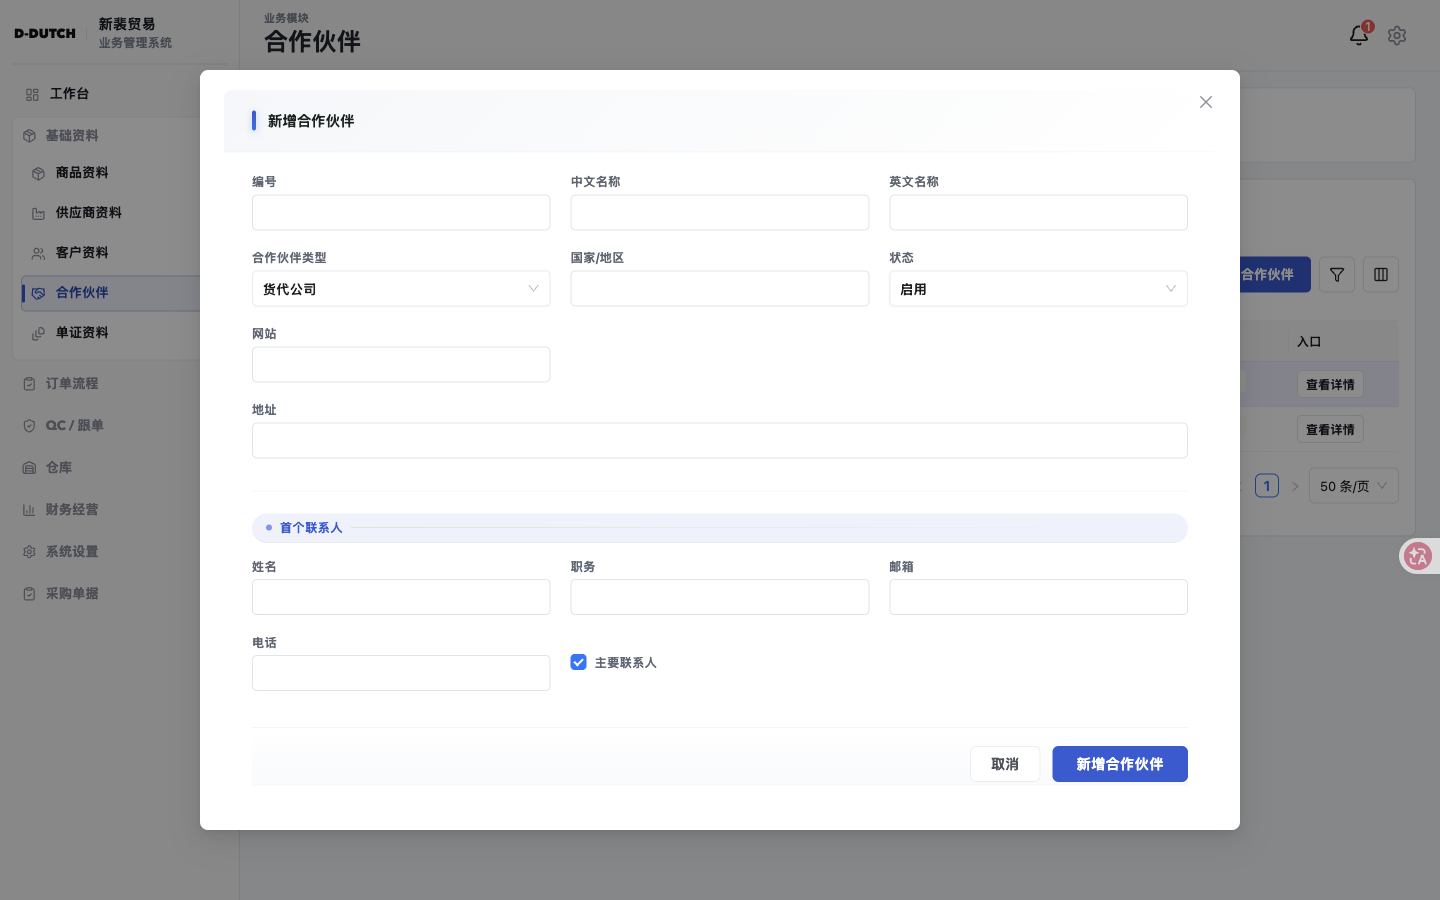 D-DUTCH
新裴贸易
业务管理系统
业务模块
合作伙伴
1
工作台
基础资料
商品资料
供应商资料
客户资料
合作伙伴
单证资料
订单流程
QC / 跟单
仓库
财务经营
系统设置
采购单据
新增合作伙伴
编号
中文名称
英文名称
合作伙伴类型
国家/地区
状态
货代公司
启用
网站
地址
首个联系人
姓名
职务
邮箱
电话
主要联系人
取消
新增合作伙伴
合作伙伴
入口
查看详情
查看详情
1
50 条/页